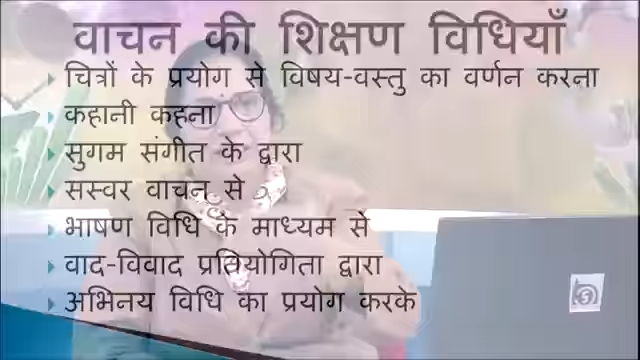 वाचन की शिक्षण विधियाँ
चित्रों के प्रयोग से विषय-वस्तु का वर्णन करना
कहानी कहना
सुगम संगीत के द्वारा
सस्वर वाचन से
भाषण विधि के माध्यम से
वाद-विवाद प्रतियोगिता द्वारा
अभिनय विधि का प्रयोग करके